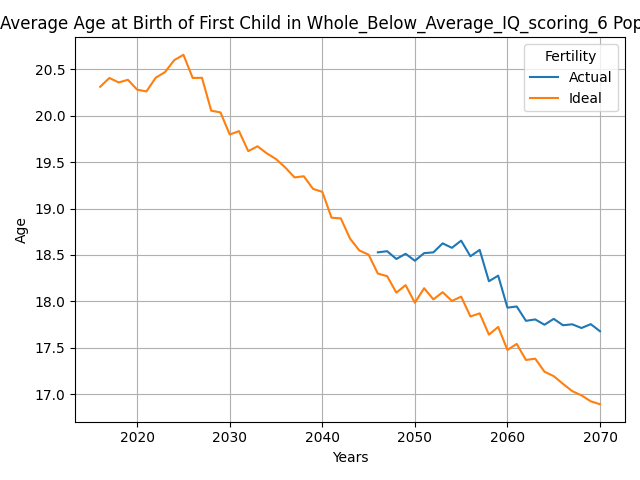 Average Age at Birth of First Child in Whole_Below_Average_IQ_scoring_6 Pop
Fertility
Actual
Ideal
20.5
20.0
19.5
19.0
18.5
18.0
17.5
17.0
Age
2020 2030 2040 2050 2060 2070
Years